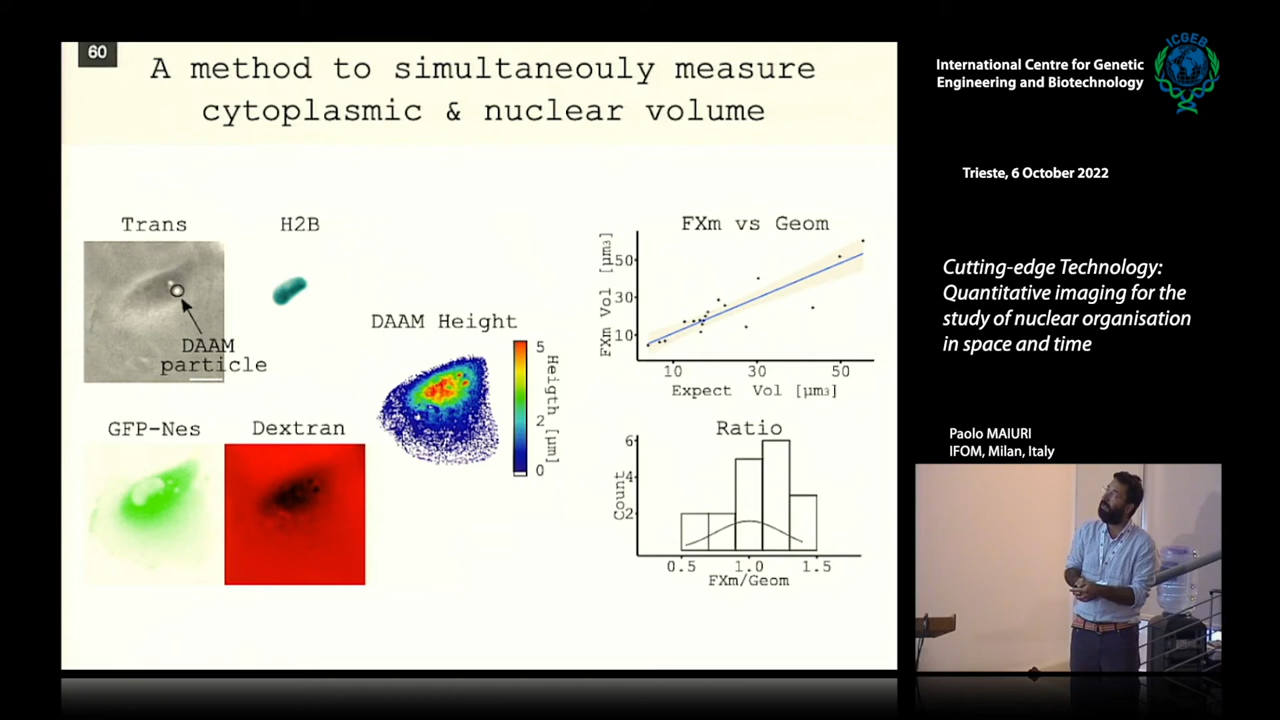 60
A method to simultaneouly measure
cytoplasmic & nuclear volume
Trans
H2B
DAAM
particle
DAAM Height
5
2
0
Heigth [µm]
GFP-Nes
Dextran
FXm vs Geom
FXm Vol [µm3]
50
30
10
10 30 50
Expect Vol [µm3]
Ratio
Count
6
4
2
0.5 1.0 1.5
FXm/Geom
International Centre for Genetic
Engineering and Biotechnology
ICGEB
Trieste, 6 October 2022
Cutting-edge Technology:
Quantitative imaging for the
study of nuclear organisation
in space and time
Paolo MAIURI
IFOM, Milan, Italy